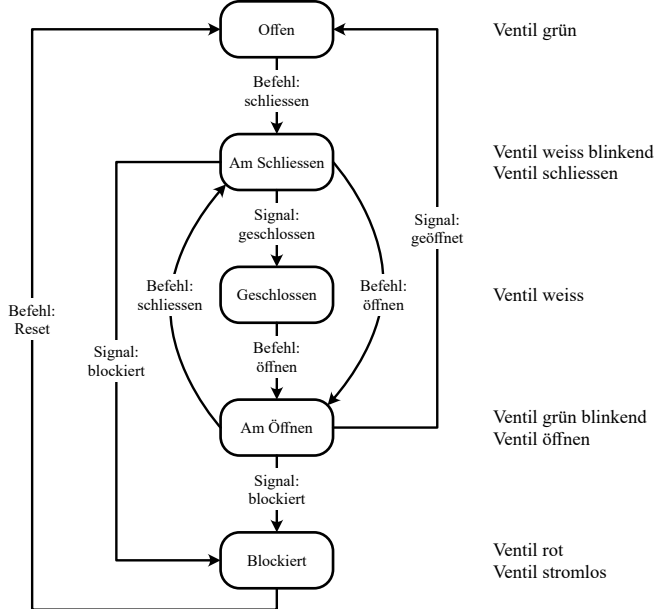 Offen
Ventil grün
Befehl:
schliessen
Am Schliessen
Ventil weiss blinkend
Ventil schliessen
Signal:
geschlossen
Signal:
geöffnet
Befehl:
schliessen
Geschlossen
Befehl:
öffnen
Ventil weiss
Befehl:
Reset
Signal:
blockiert
Befehl:
öffnen
Am Öffnen
Ventil grün blinkend
Ventil öffnen
Signal:
blockiert
Blockiert
Ventil rot
Ventil stromlos